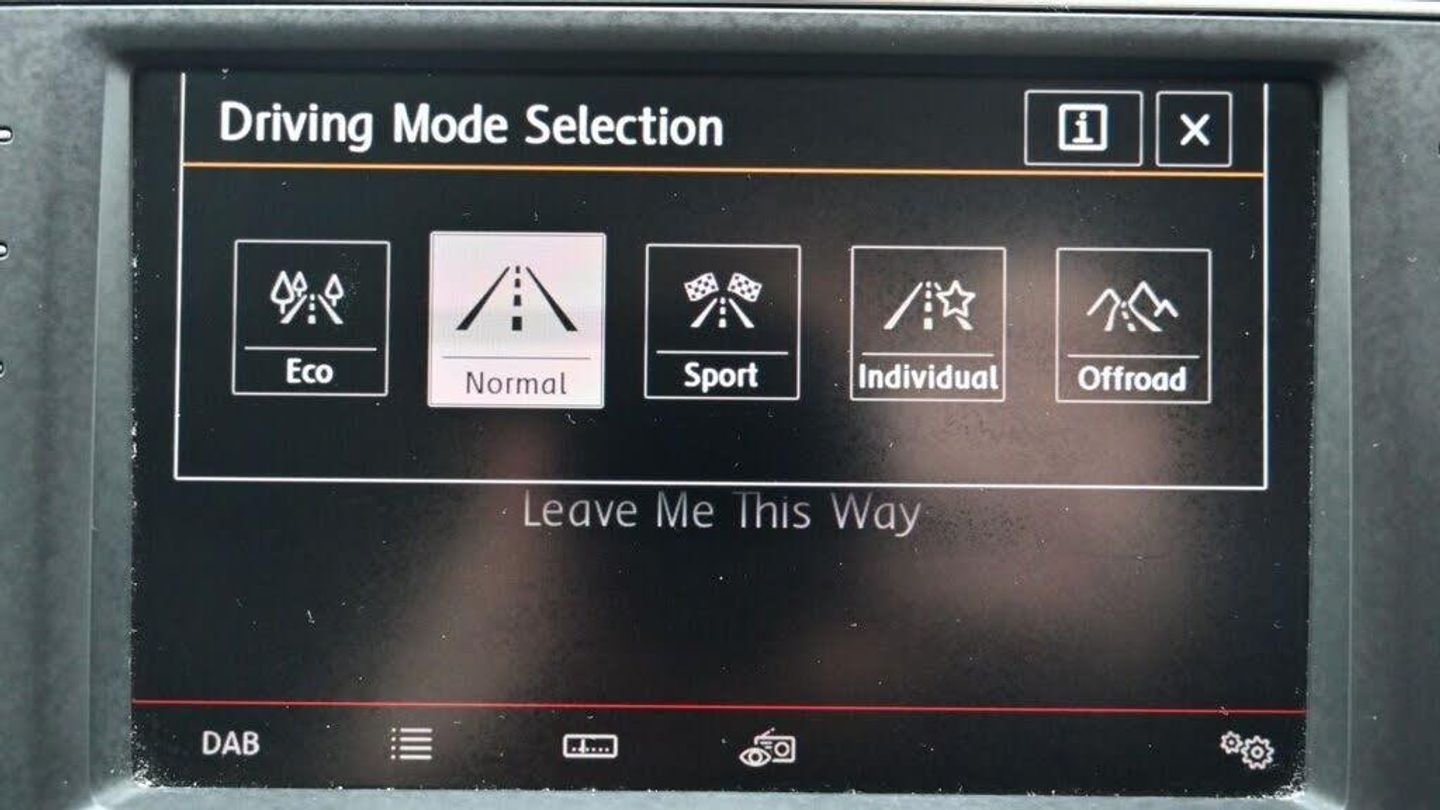 Driving Mode Selection
Eco
Normal
Sport
Individual
Offroad
Leave Me This Way
DAB